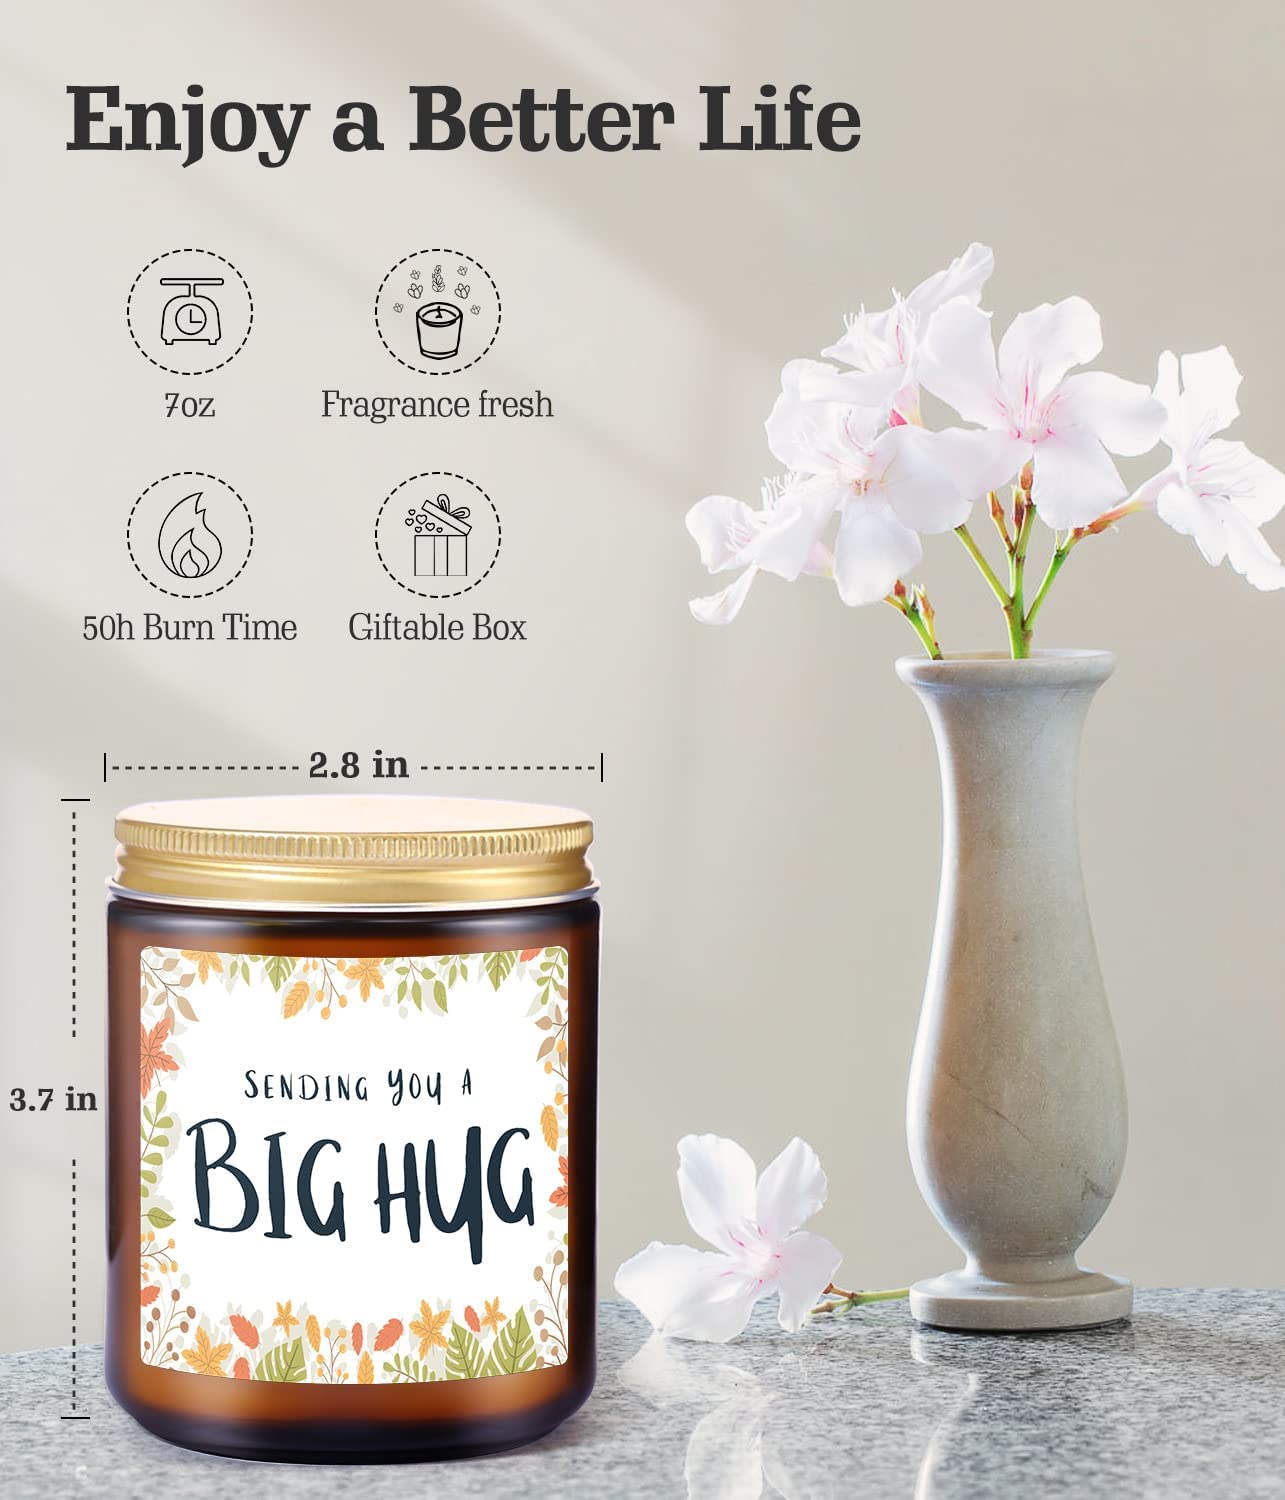 Enjoy a Better Life
7oz
Fragrance fresh
50h Burn Time
Giftable Box
2.8 in
3.7 in
SENDING YOU A
BIG HUG